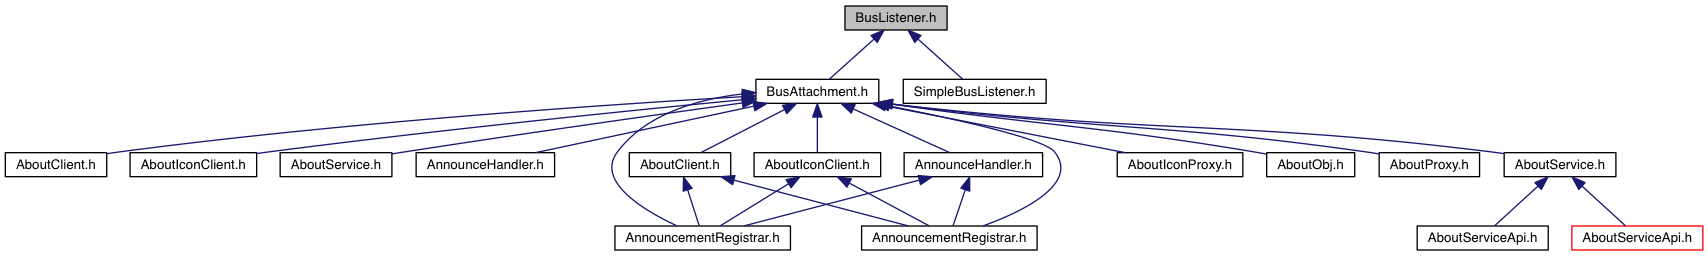 BusListener.h
BusAttachment.h
SimpleBusListener.h
AboutClient.h
AboutIconClient.h
AboutService.h
AnnounceHandler.h
AboutClient.h
AboutIconClient.h
AnnounceHandler.h
AboutIconProxy.h
AboutObj.h
AboutProxy.h
AboutService.h
AnnouncementRegistrar.h
AnnouncementRegistrar.h
AboutServiceApi.h
AboutServiceApi.h